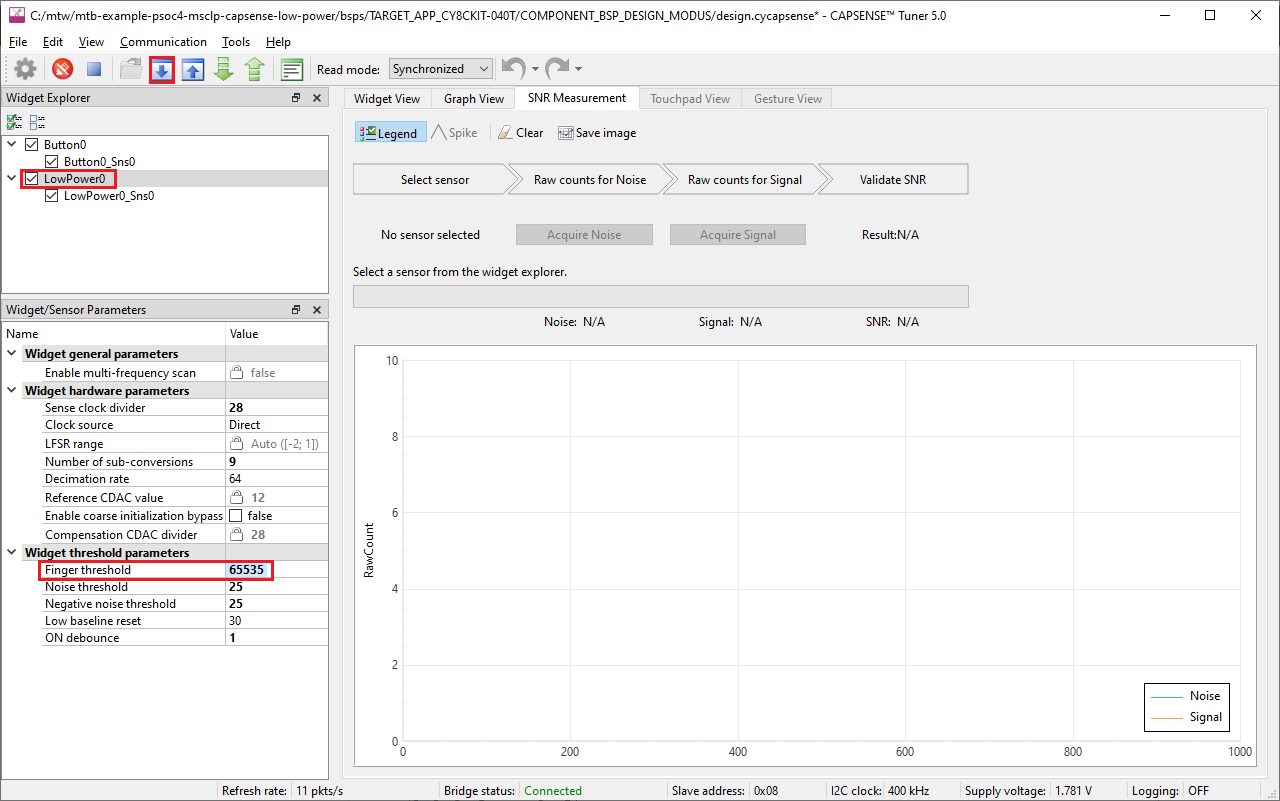 C:/mtw/mtb-example-psoc4-msclp-capsense-low-power/bsps/TARGET_APP_CY8CKIT-040T/COMPONENT_BSP_DESIGN_MODUS/design.cycapsense* - CAPSENSE™ Tuner 5.0
File Edit View Communication Tools Help
Read mode: Synchronized
Widget Explorer
Button0
Button0_Sns0
LowPower0
LowPower0_Sns0
Widget/Sensor Parameters
Name Value
Widget general parameters
Enable multi-frequency scan false
Widget hardware parameters
Sense clock divider 28
Clock source Direct
LFSR range Auto ([-2; 1])
Number of sub-conversions 9
Decimation rate 64
Reference CDAC value 12
Enable coarse initialization bypass false
Compensation CDAC divider 28
Widget threshold parameters
Finger threshold 65535
Noise threshold 25
Negative noise threshold 25
Low baseline reset 30
ON debounce 1
Widget View Graph View SNR Measurement Touchpad View Gesture View
Legend Spike Clear Save image
Select sensor Raw counts for Noise Raw counts for Signal Validate SNR
No sensor selected Acquire Noise Acquire Signal Result:N/A
Select a sensor from the widget explorer.
Noise: N/A Signal: N/A SNR: N/A
RawCount
10
8
6
4
2
0
0 200 400 600 800 1000
Noise
Signal
Refresh rate: 11 pkts/s Bridge status: Connected Slave address: 0x08 I2C clock: 400 kHz Supply voltage: 1.781 V Logging: OFF